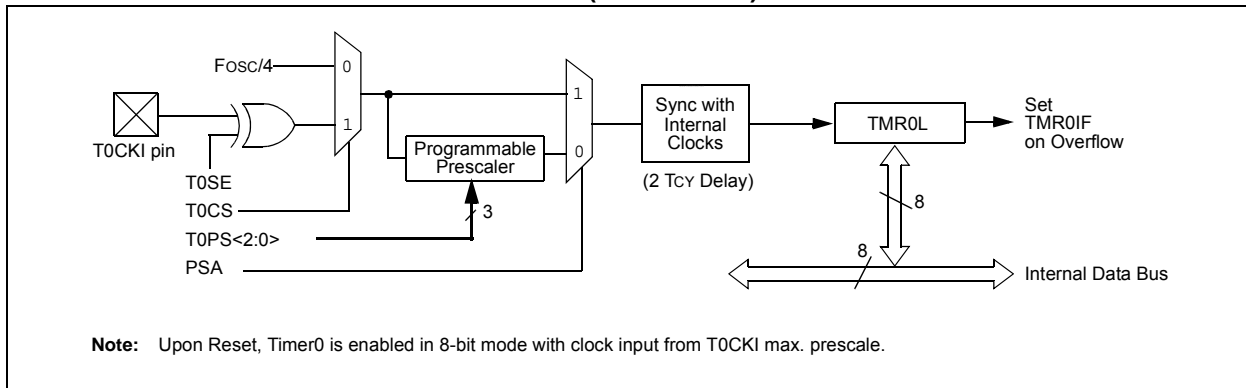 Fosc/4
0
1
T0CKI pin
T0SE
T0CS
T0PS<2:0>
PSA
Programmable
Prescaler
3
1
0
Sync with
Internal
Clocks
(2 TCY Delay)
TMR0L
Set
TMR0IF
on Overflow
8
8
Internal Data Bus
Note: Upon Reset, Timer0 is enabled in 8-bit mode with clock input from T0CKI max. prescale.